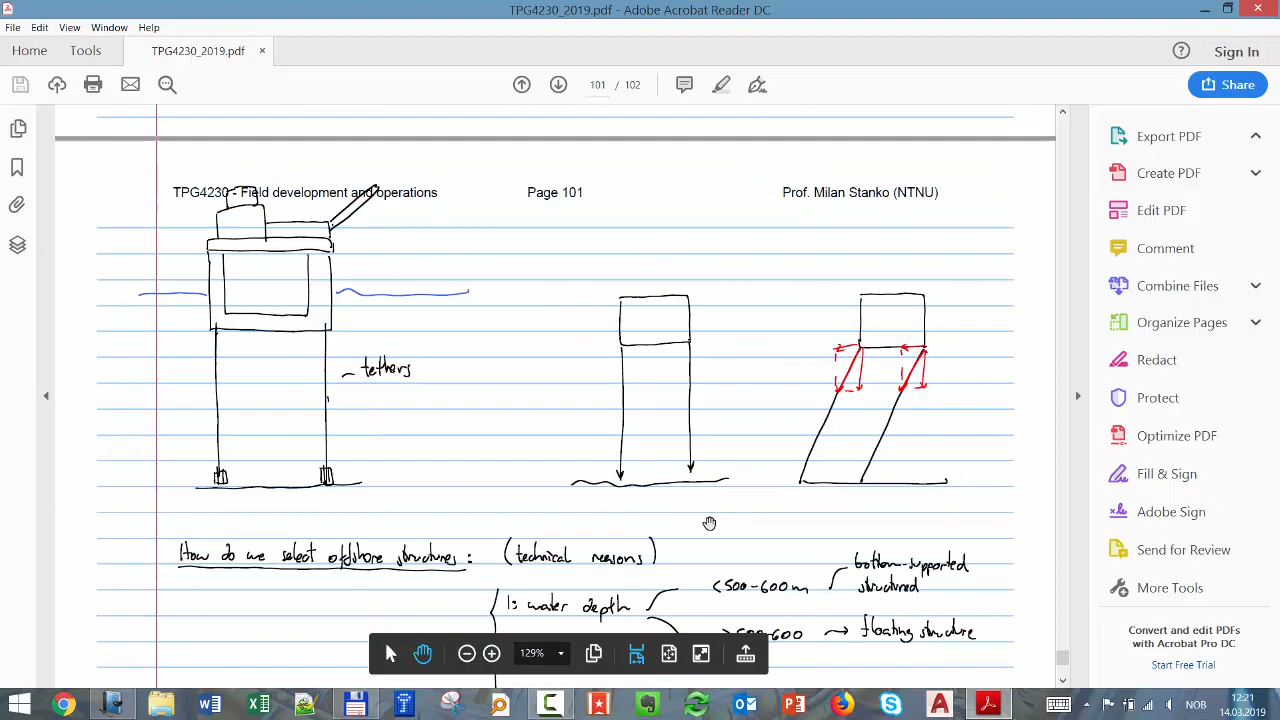 TPG4230_2019.pdf - Adobe Acrobat Reader DC
File Edit View Window Help
Home Tools TPG4230_2019.pdf × Sign In
101 / 102 Share
TPG4230 - Field development and operations Page 101 Prof. Milan Stanko (NTNU)
tethers
How do we select offshore structures: (technical reasons)
1: water depth <500-600m bottom-supported
structured
>500-600 → floating structure
129%
Export PDF
Create PDF
Edit PDF
Comment
Combine Files
Organize Pages
Redact
Protect
Optimize PDF
Fill & Sign
Adobe Sign
Send for Review
More Tools
Convert and edit PDFs
with Acrobat Pro DC
Start Free Trial
NOB
12:21
14.03.2019